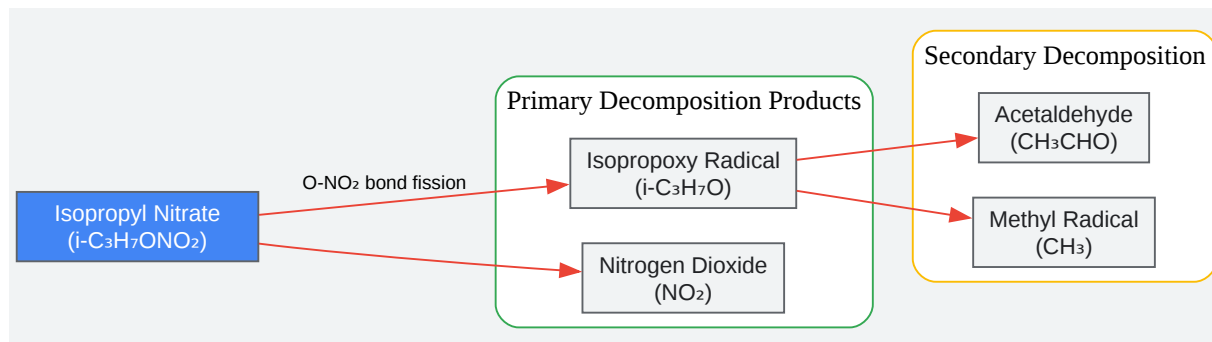 Isopropyl Nitrate
(i-C₃H₇ONO₂)
O-NO₂ bond fission
Primary Decomposition Products
Isopropoxy Radical
(i-C₃H₇O)
Nitrogen Dioxide
(NO₂)
Secondary Decomposition
Acetaldehyde
(CH₃CHO)
Methyl Radical
(CH₃)